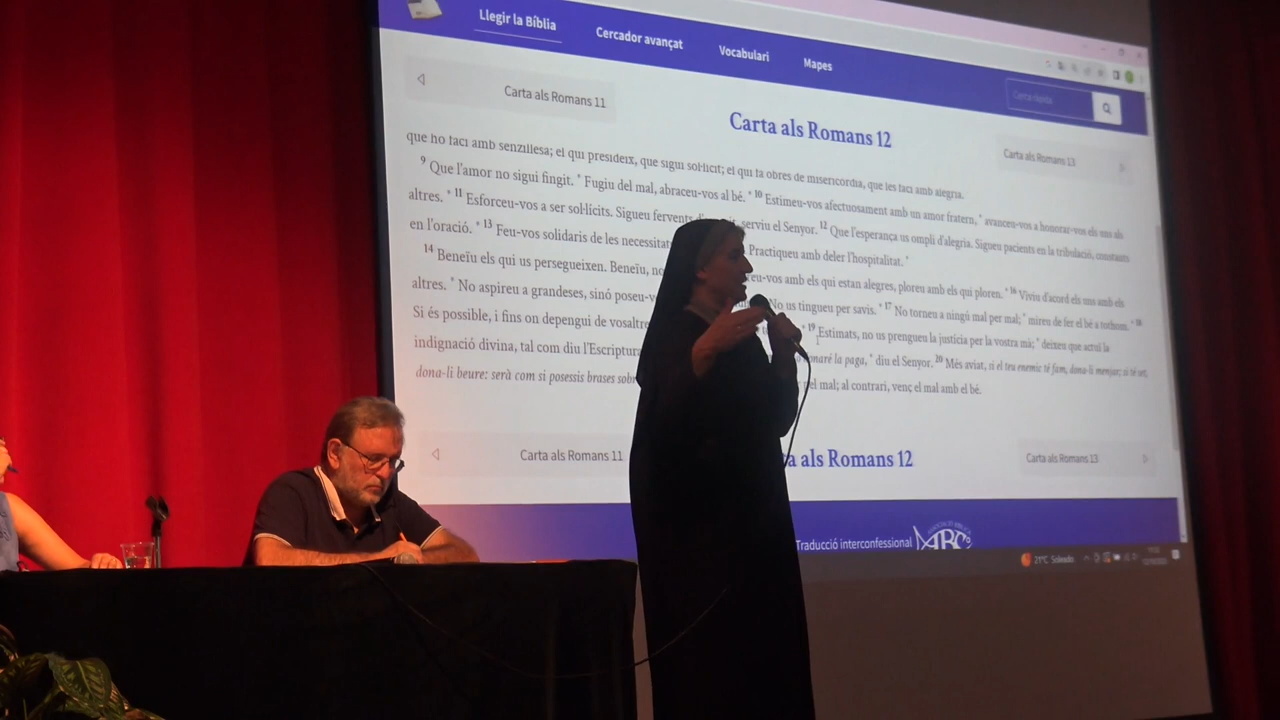 Llegir la Bíblia
Cercador avançat
Vocabulari
Mapes
Carta als Romans 11
Carta als Romans 12
Carta als Romans 13
que ho faci amb senzillesa; el qui presideix, que sigui sol·lícit; el qui fa obres de misericòrdia, que les faci amb alegria.
9 Que l'amor no sigui fingit. * Fugiu del mal, abraceu-vos al bé. * 10 Estimeu-vos afectuosament amb un amor fratern, * avanceu-vos a honorar-vos els uns als
altres. * 11 Esforceu-vos a ser sol·lícits. Sigueu fervents serviu el Senyor. 12 Que l'esperança us ompli d'alegria. Sigueu pacients en la tribulació, constants
en l'oració. * 13 Feu-vos solidaris de les necessitat Practiqueu amb deler l'hospitalitat. *
14 Beneïu els qui us persegueixen. Beneïu, no eu-vos amb els qui estan alegres, ploreu amb els qui ploren. * 16 Viviu d'acord els uns amb els
altres. * No aspireu a grandeses, sinó poseu-v No us tingueu per savis. * 17 No torneu a ningú mal per mal; * mireu de fer el bé a tothom. * 18
Si és possible, i fins on depengui de vosaltre * 19 Estimats, no us prengueu la justícia per la vostra mà; * deixeu que actuï la
indignació divina, tal com diu l'Escriptura onaré la paga, * diu el Senyor. 20 Més aviat, si el teu enemic té fam, dona-li menjar; si té set,
dona-li beure: serà com si posessis brases sobr pel mal; al contrari, venç el mal amb el bé.
Carta als Romans 11
a als Romans 12
Carta als Romans 13
Traducció interconfessional
21°C Soleado